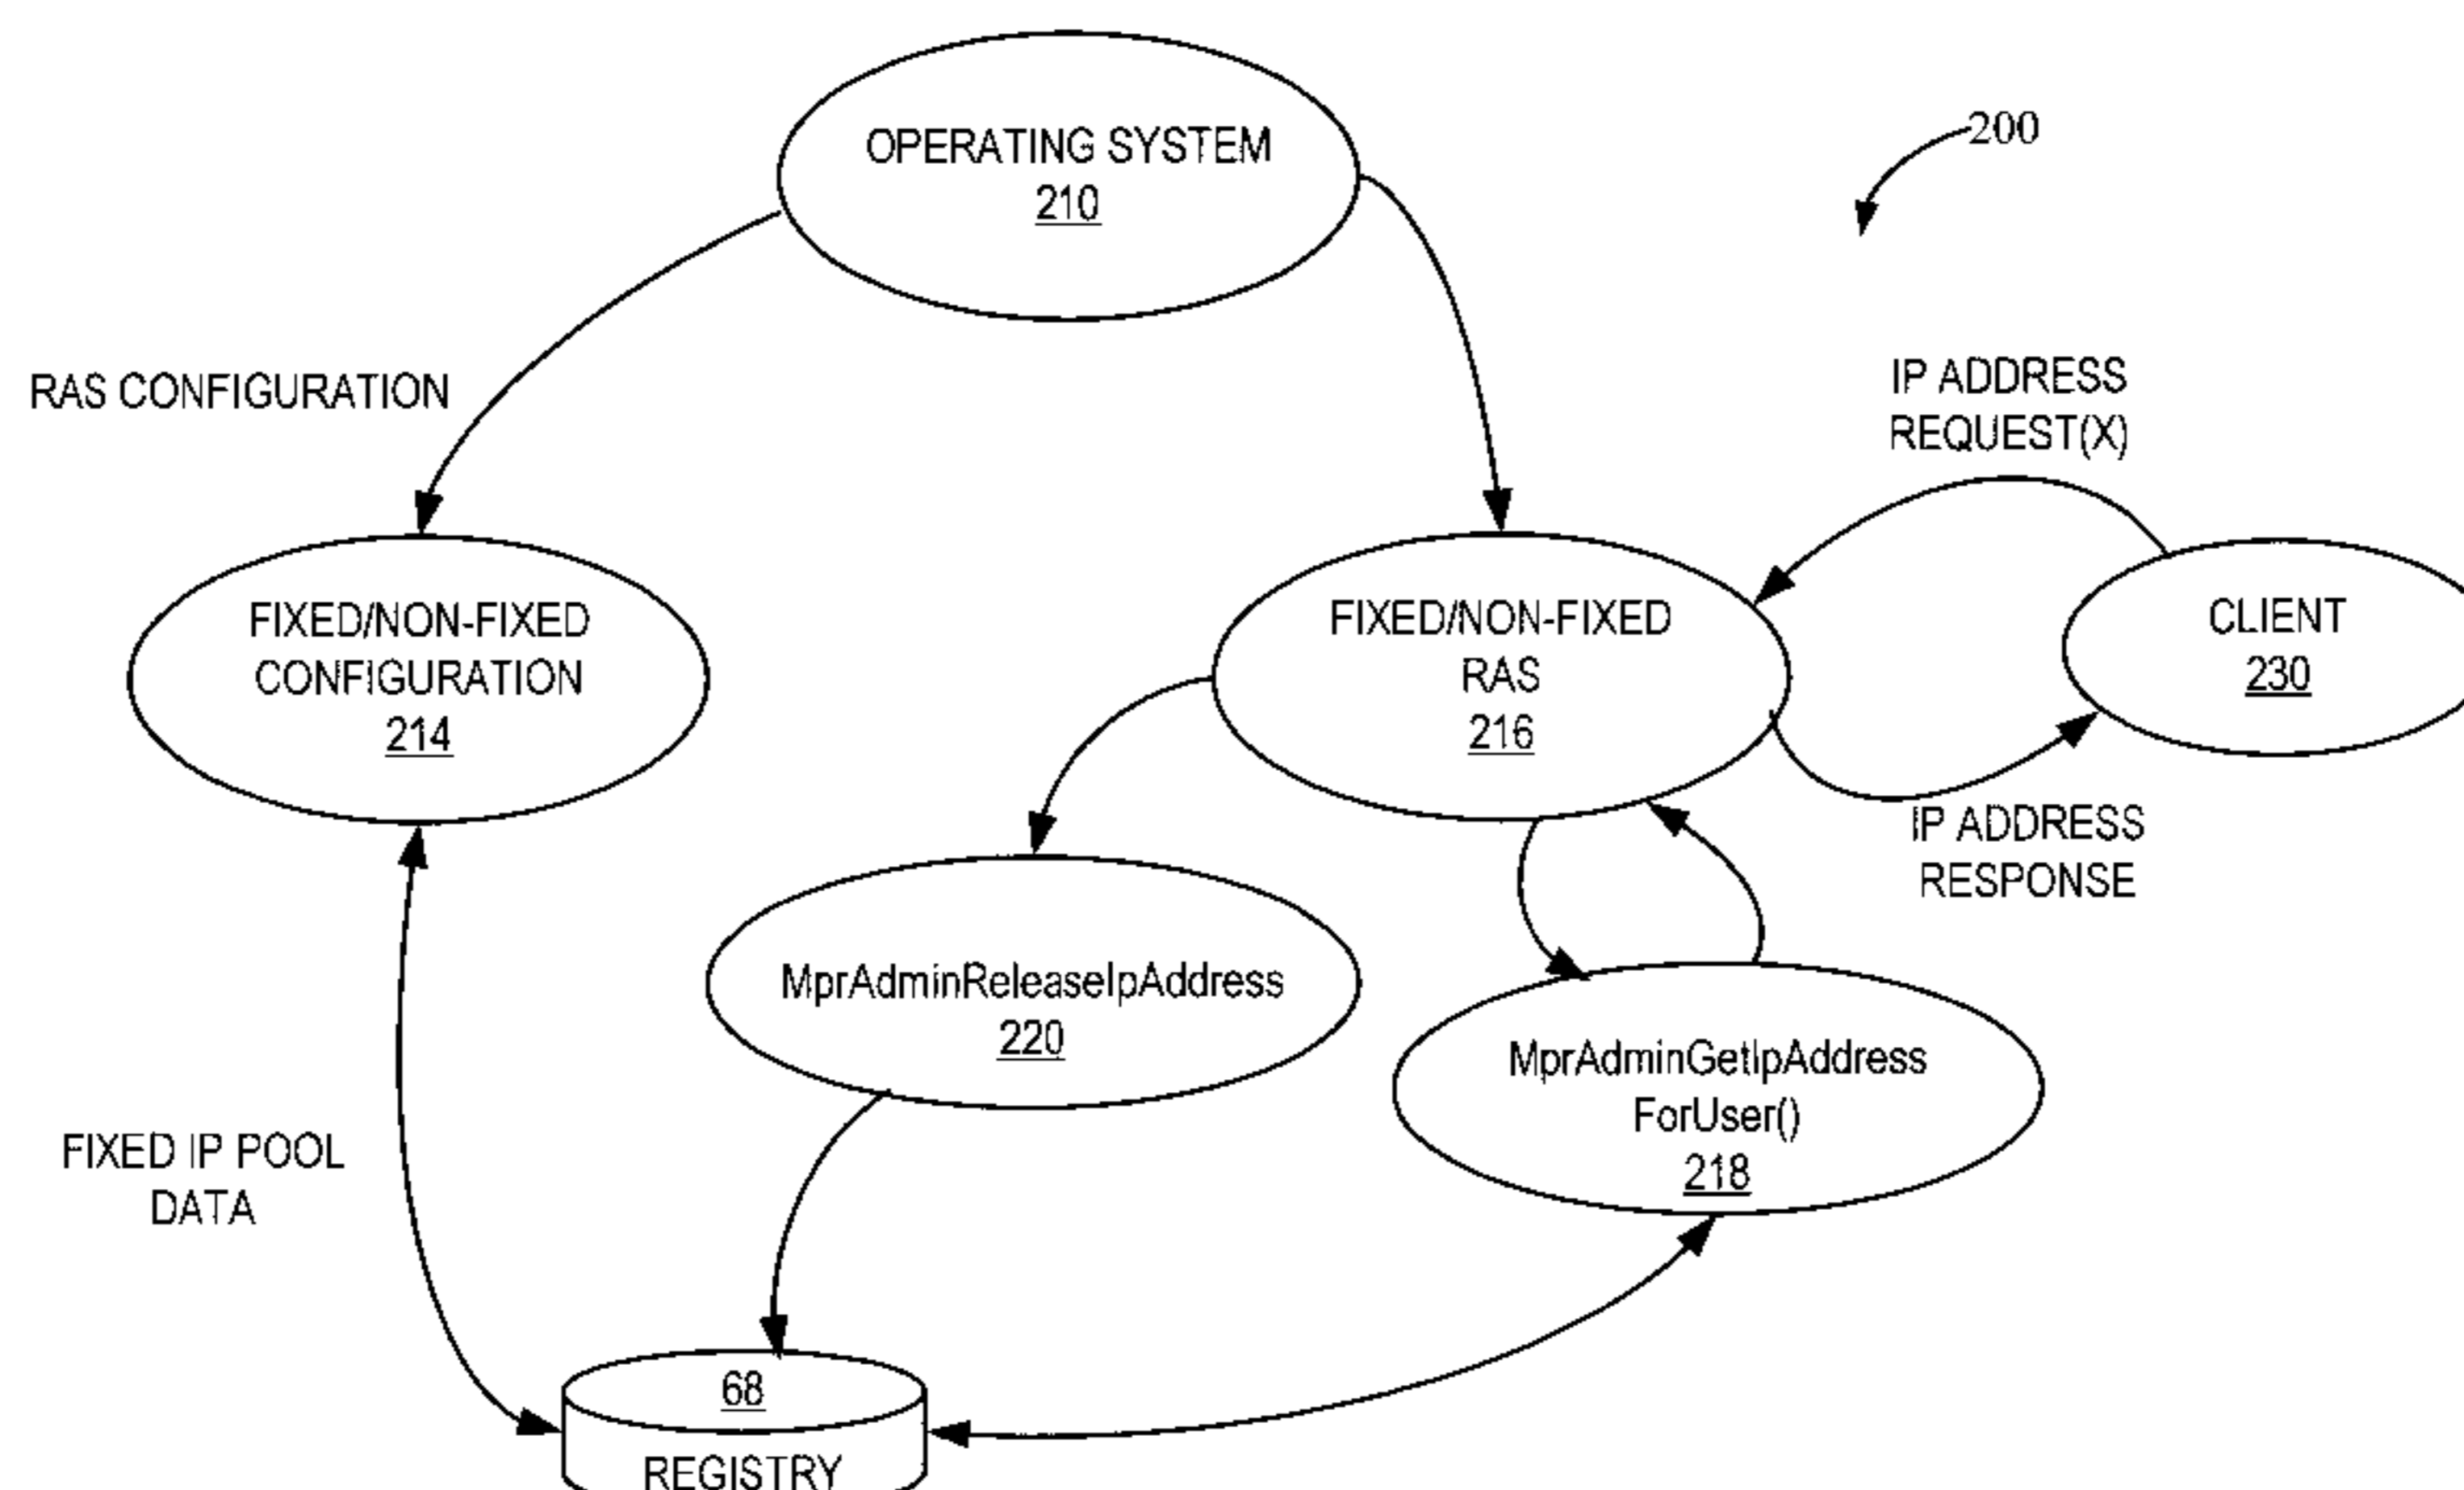 OPERATING SYSTEM
210
200
RAS CONFIGURATION
IP ADDRESS
REQUEST(X)
FIXED/NON-FIXED
CONFIGURATION
214
FIXED/NON-FIXED
RAS
216
CLIENT
230
IP ADDRESS
RESPONSE
MprAdminReleaseIpAddress
220
MprAdminGetIpAddress
ForUser()
218
FIXED IP POOL
DATA
68
REGISTRY